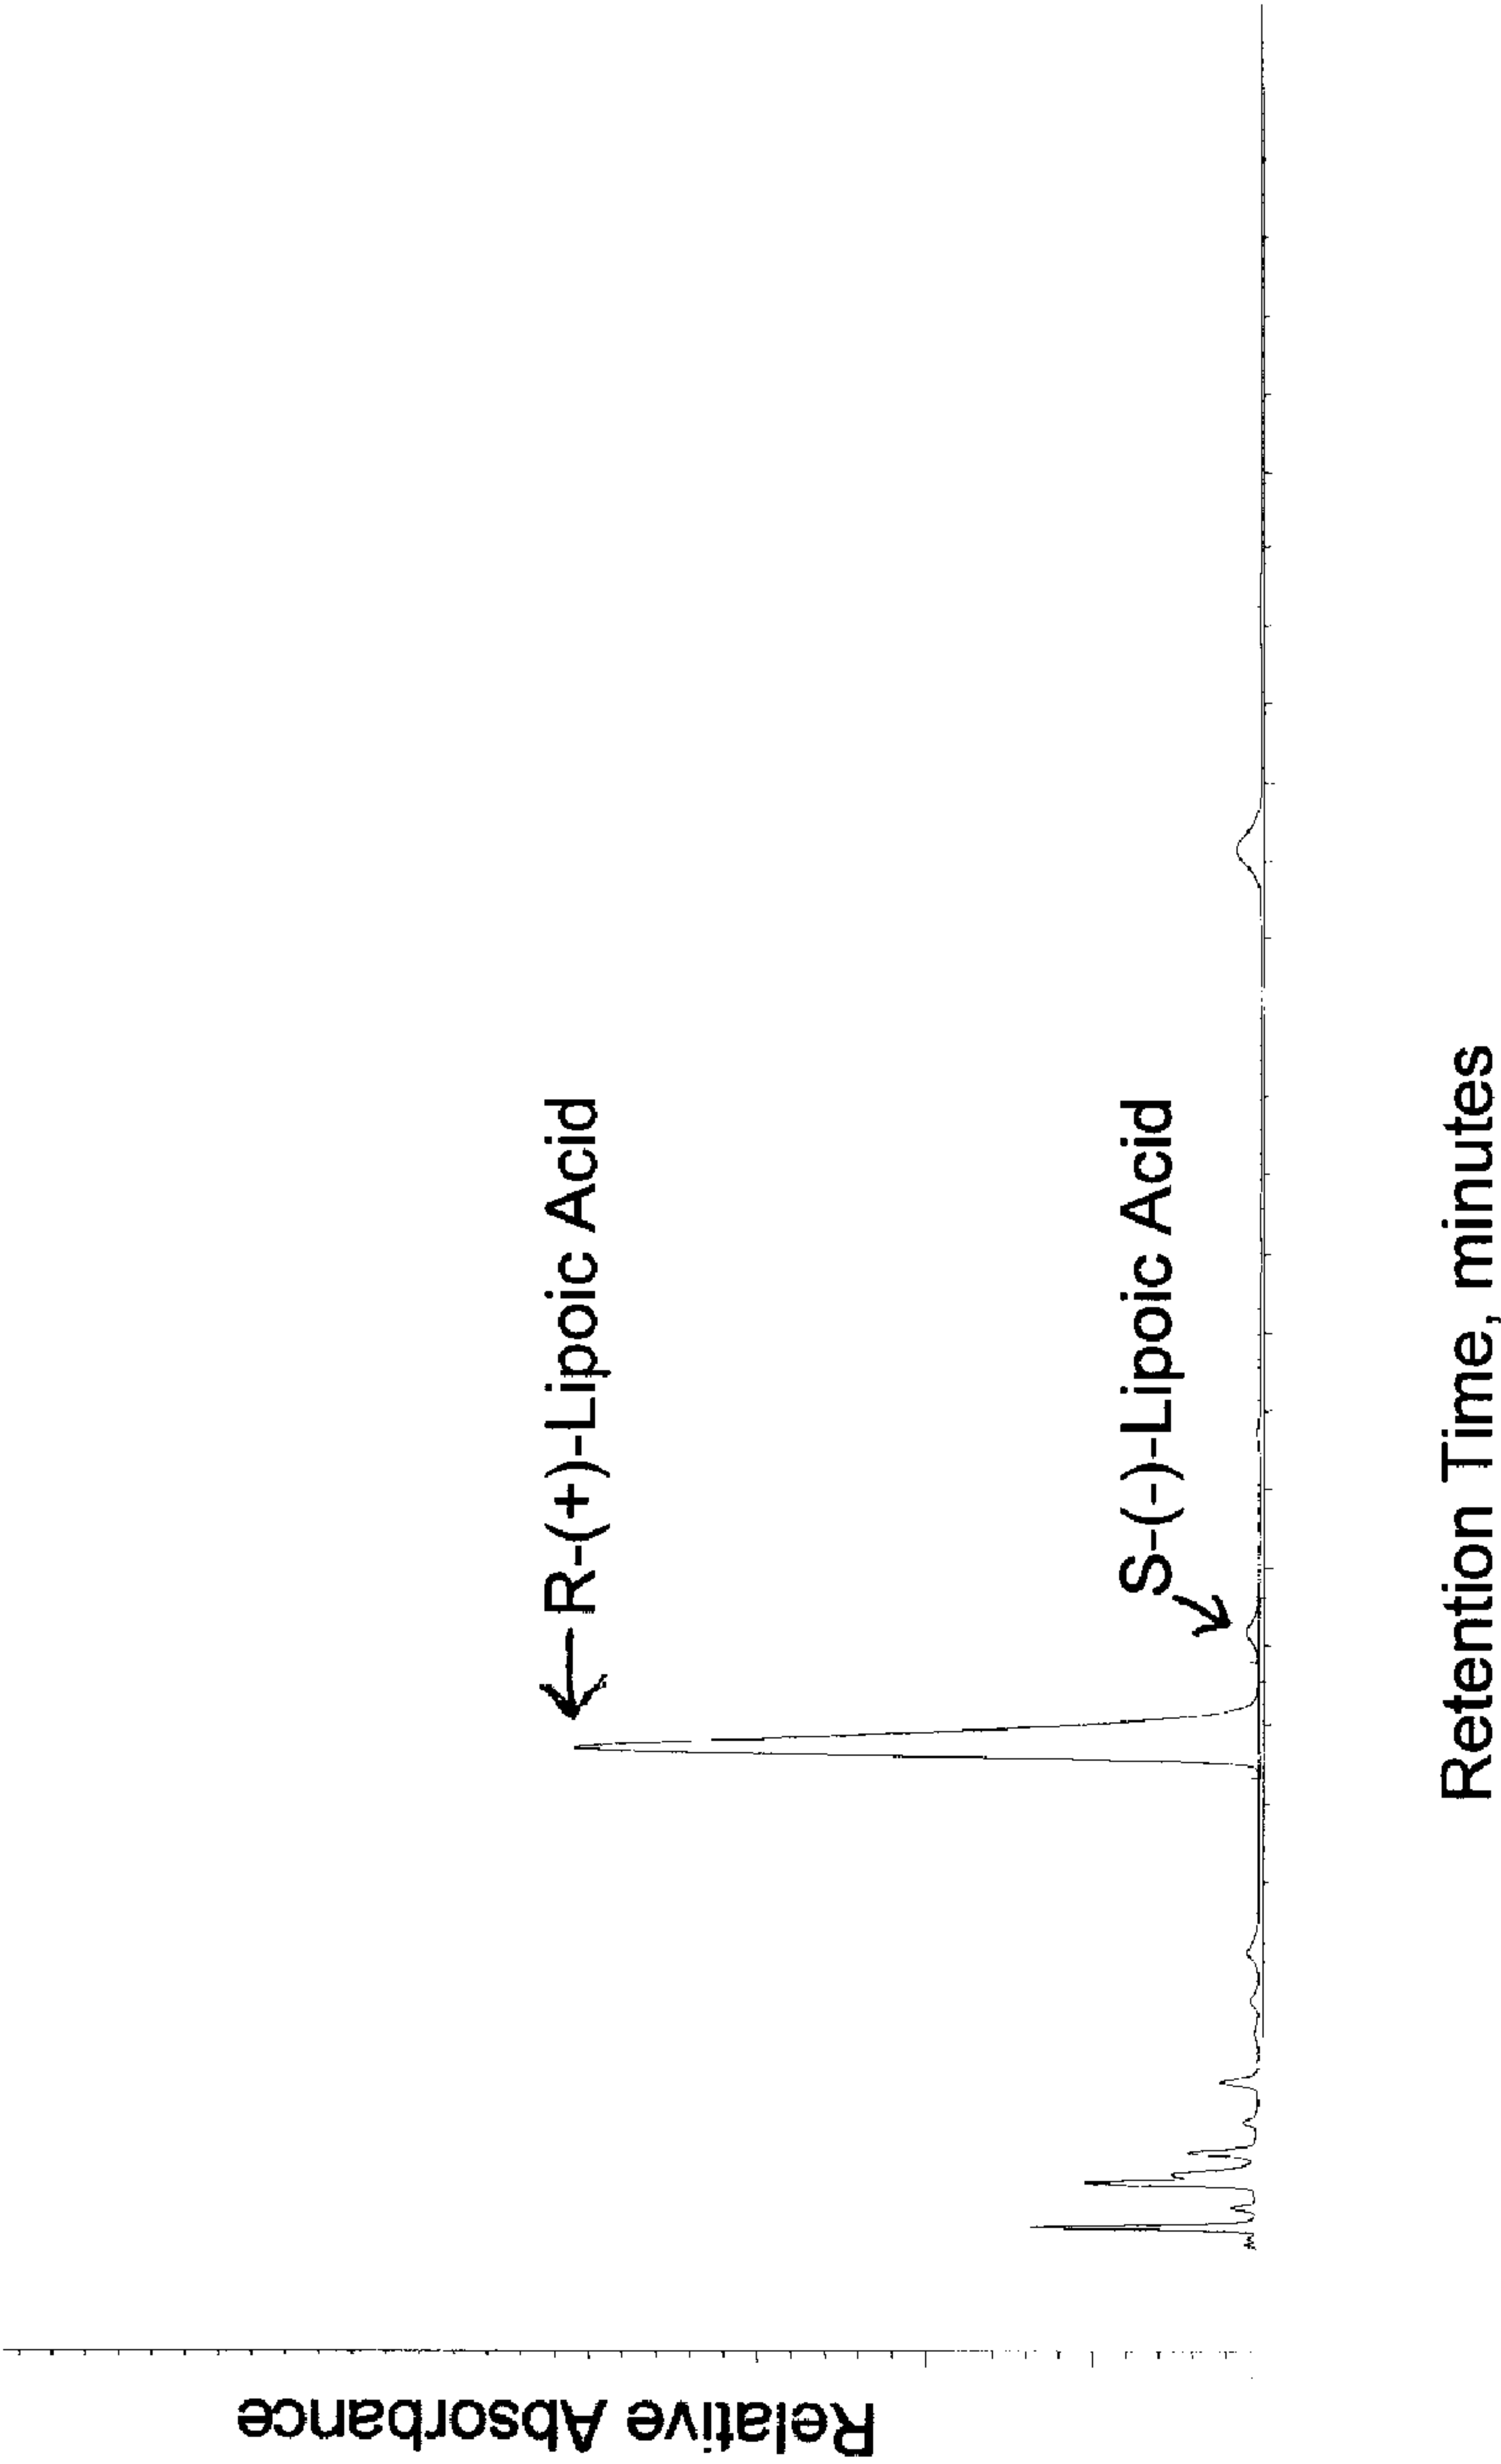 R-(+)-Lipoic Acid
S-(-)-Lipoic Acid
Retention Time, minutes
Relative Absorbance